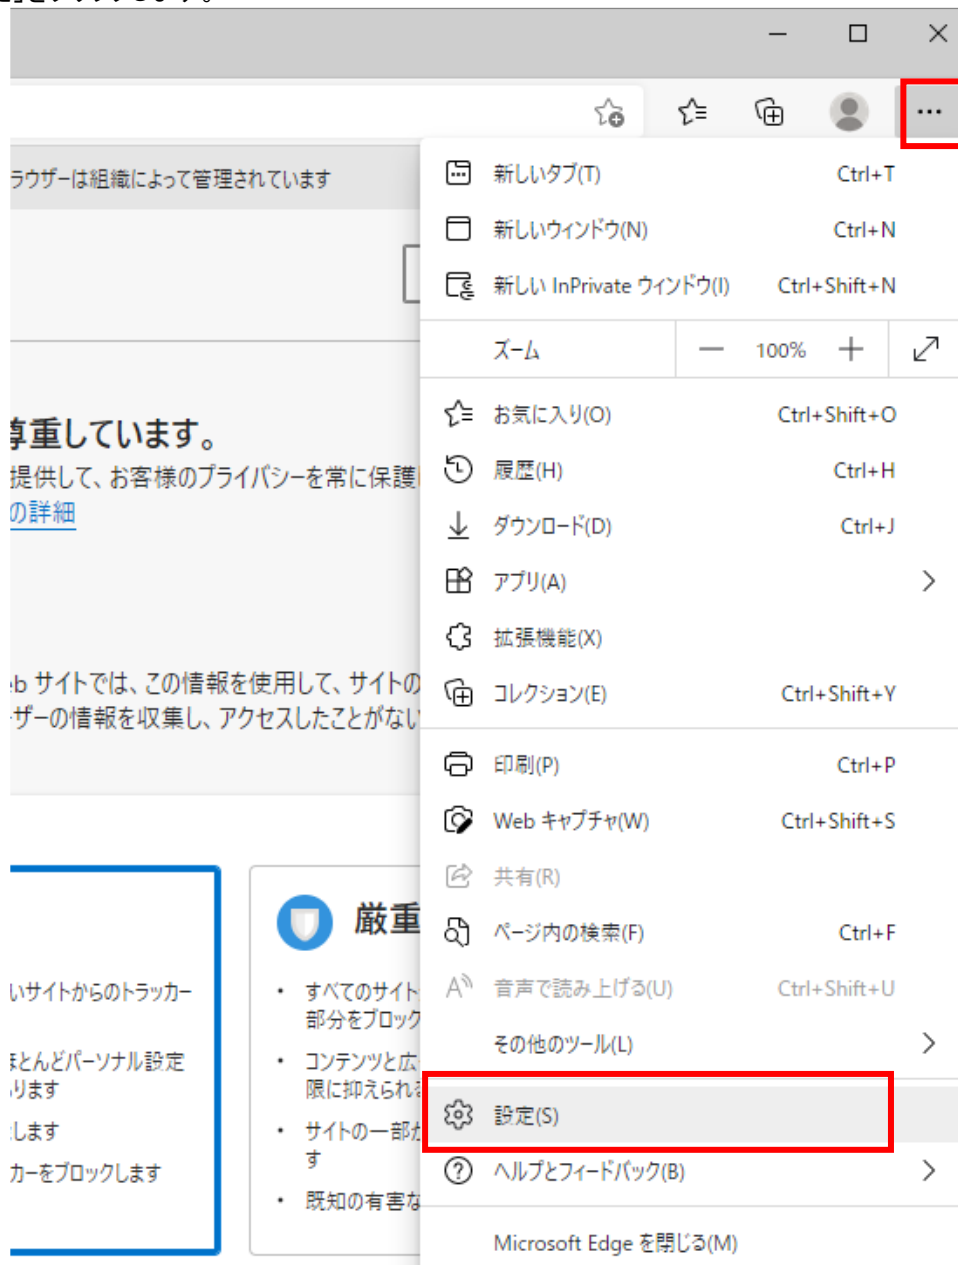 」をクリックします。
ラウザーは組織によって管理されています
尊重しています。
提供して、お客様のプライバシーを常に保護
の詳細
eb サイトでは、この情報を使用して、サイトの
ーザーの情報を収集し、アクセスしたことがない
いサイトからのトラッカー
ほとんどパーソナル設定
ります
します
カーをブロックします
厳重
• すべてのサイト
部分をブロック
• コンテンツと広
限に抑えられ
• サイトの一部が
す
• 既知の有害な
新しいタブ(T) Ctrl+T
新しいウィンドウ(N) Ctrl+N
新しい InPrivate ウィンドウ(I) Ctrl+Shift+N
ズーム — 100% +
お気に入り(O) Ctrl+Shift+O
履歴(H) Ctrl+H
ダウンロード(D) Ctrl+J
アプリ(A)
拡張機能(X)
コレクション(E) Ctrl+Shift+Y
印刷(P) Ctrl+P
Web キャプチャ(W) Ctrl+Shift+S
共有(R)
ページ内の検索(F) Ctrl+F
音声で読み上げる(U) Ctrl+Shift+U
その他のツール(L)
設定(S)
ヘルプとフィードバック(B)
Microsoft Edge を閉じる(M)